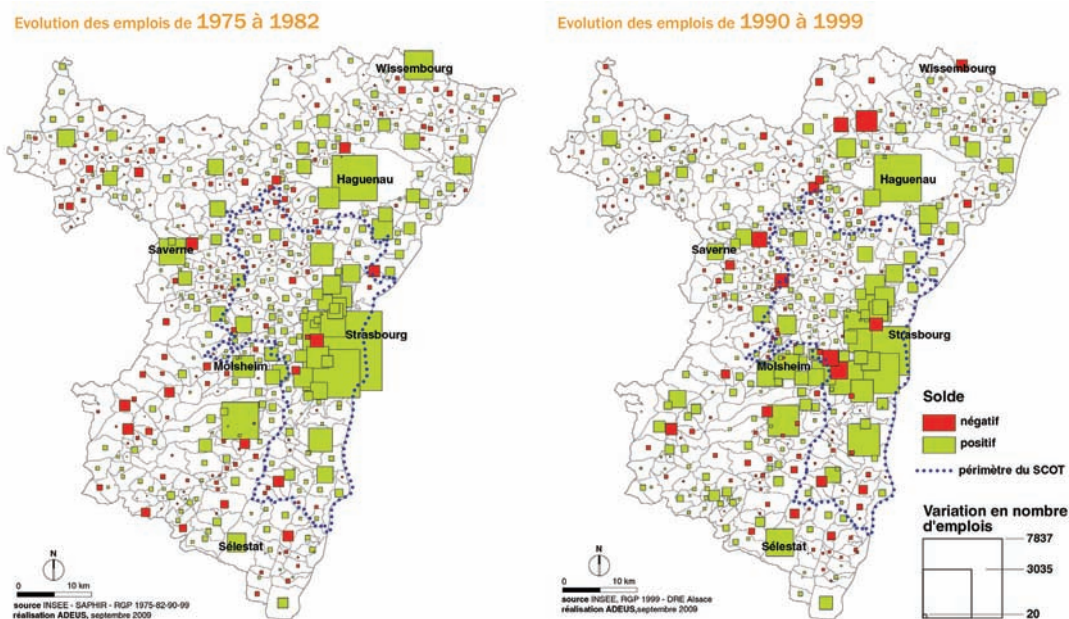 Evolution des emplois de 1975 à 1982
Wissembourg
Haguenau
Saverne
Strasbourg
Molsheim
Sélestat
N
0 10 km
source INSEE - SAPHIR - RGP 1975-82-90-99
réalisation ADEUS, septembre 2009
Evolution des emplois de 1990 à 1999
Wissembourg
Haguenau
Saverne
Strasbourg
Molsheim
Sélestat
N
0 10 km
source INSEE, RGP 1999 - DRE Alsace
réalisation ADEUS,septembre 2009
Solde
négatif
positif
périmètre du SCOT
Variation en nombre
d'emplois
7837
3035
20